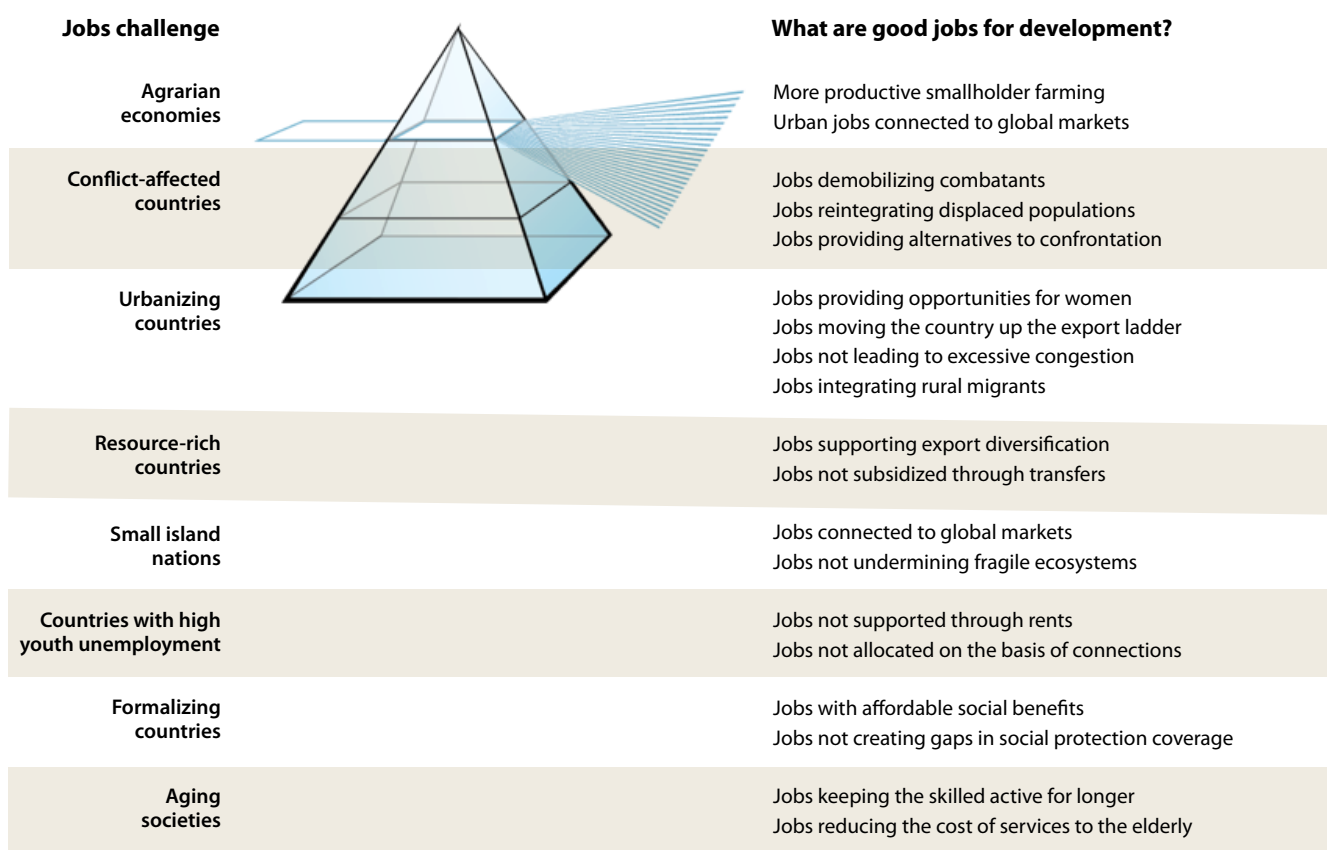 Jobs challenge
What are good jobs for development?
Agrarian
economies
More productive smallholder farming
Urban jobs connected to global markets
Conflict-affected
countries
Jobs demobilizing combatants
Jobs reintegrating displaced populations
Jobs providing alternatives to confrontation
Urbanizing
countries
Jobs providing opportunities for women
Jobs moving the country up the export ladder
Jobs not leading to excessive congestion
Jobs integrating rural migrants
Resource-rich
countries
Jobs supporting export diversification
Jobs not subsidized through transfers
Small island
nations
Jobs connected to global markets
Jobs not undermining fragile ecosystems
Countries with high
youth unemployment
Jobs not supported through rents
Jobs not allocated on the basis of connections
Formalizing
countries
Jobs with affordable social benefits
Jobs not creating gaps in social protection coverage
Aging
societies
Jobs keeping the skilled active for longer
Jobs reducing the cost of services to the elderly